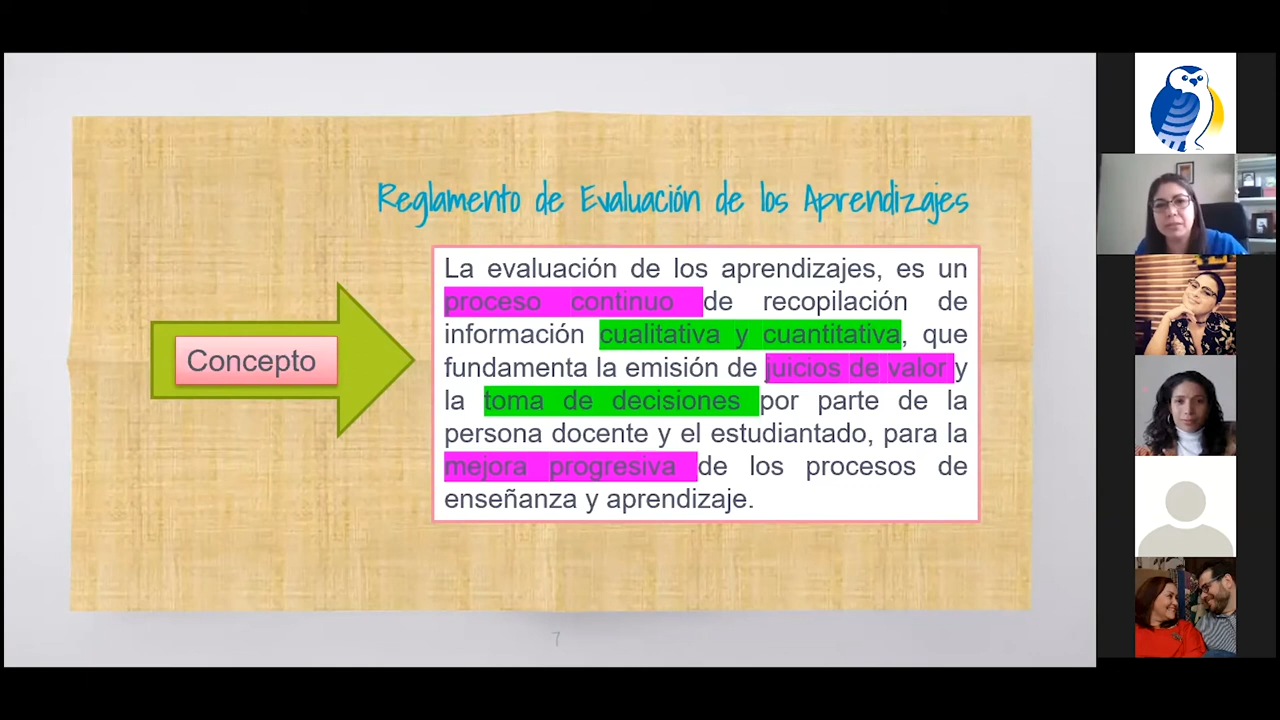 Reglamento de Evaluación de los Aprendizajes
Concepto
La evaluación de los aprendizajes, es un
proceso continuo de recopilación de
información cualitativa y cuantitativa, que
fundamenta la emisión de juicios de valor y
la toma de decisiones por parte de la
persona docente y el estudiantado, para la
mejora progresiva de los procesos de
enseñanza y aprendizaje.
7